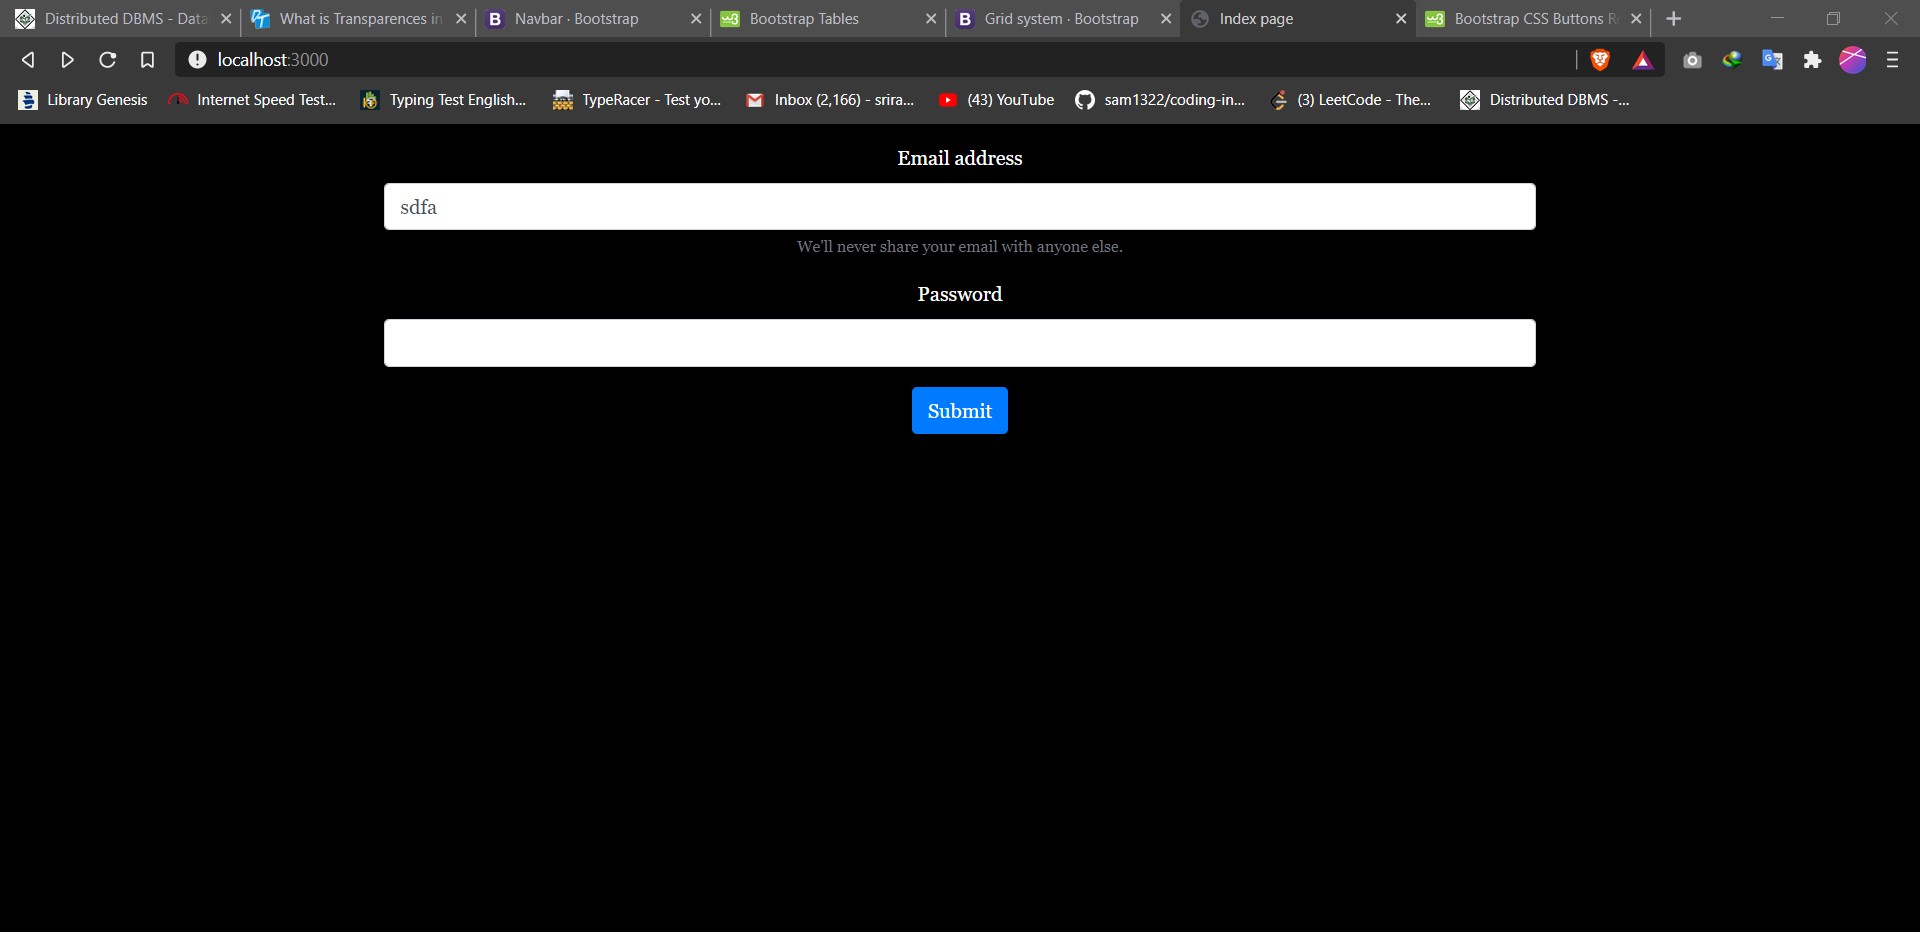 Distributed DBMS - Data
What is Transparences in
Navbar · Bootstrap
Bootstrap Tables
Grid system · Bootstrap
Index page
Bootstrap CSS Buttons R
localhost:3000
Library Genesis
Internet Speed Test...
Typing Test English...
TypeRacer - Test yo...
Inbox (2,166) - srira...
(43) YouTube
sam1322/coding-in...
(3) LeetCode - The...
Distributed DBMS -...
Email address
sdfa
We'll never share your email with anyone else.
Password
Submit